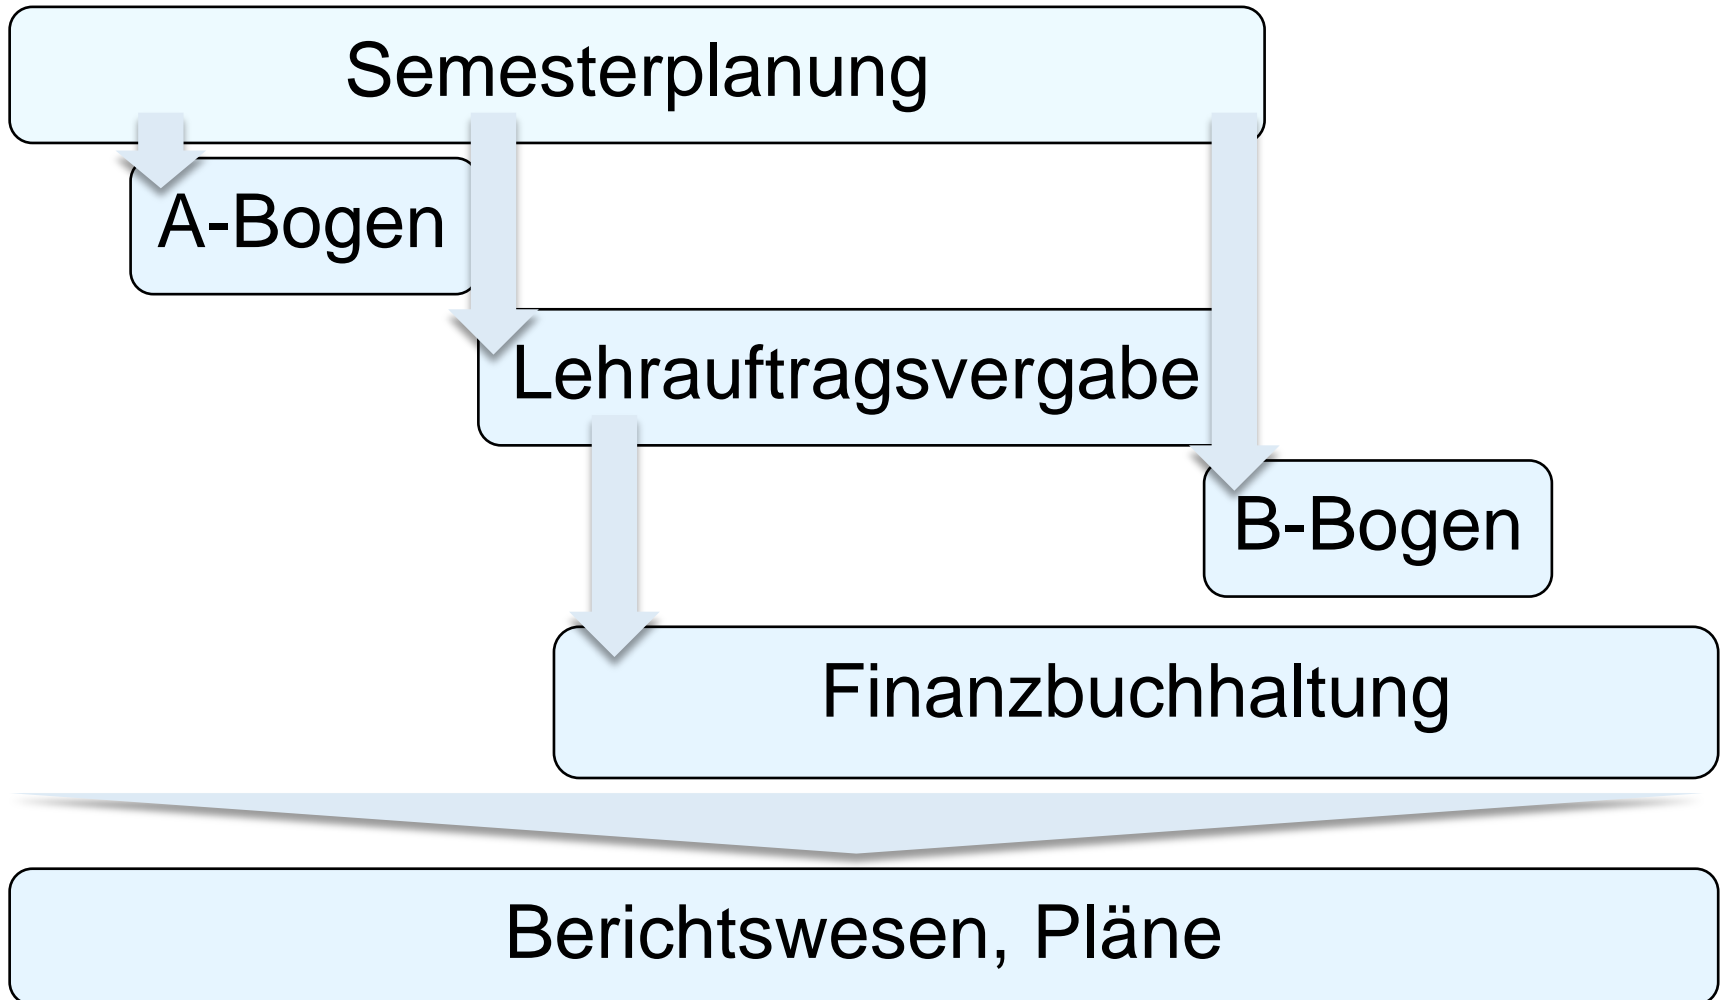 Semesterplanung
A-Bogen
Lehrauftragsvergabe
B-Bogen
Finanzbuchhaltung
Berichtswesen, Pläne